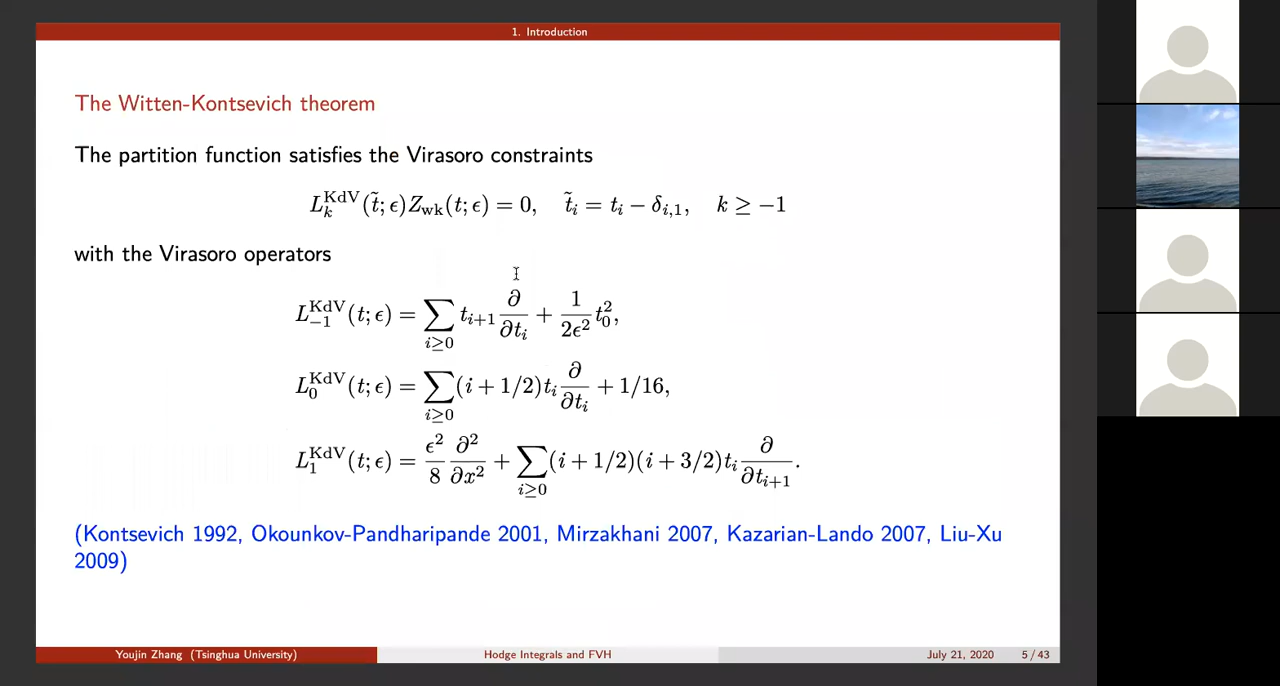 1. Introduction
The Witten-Kontsevich theorem
The partition function satisfies the Virasoro constraints
$L_k^{\mathrm{KdV}}(\tilde{t};\epsilon)Z_{\mathrm{wk}}(t;\epsilon) = 0, \quad \tilde{t}_i = t_i - \delta_{i,1}, \quad k \geq -1$
with the Virasoro operators
$L_{-1}^{\mathrm{KdV}}(t;\epsilon) = \sum_{i\geq 0} t_{i+1}\frac{\partial}{\partial t_i} + \frac{1}{2\epsilon^2}t_0^2,$
$L_0^{\mathrm{KdV}}(t;\epsilon) = \sum_{i\geq 0}(i+1/2)t_i\frac{\partial}{\partial t_i} + 1/16,$
$L_1^{\mathrm{KdV}}(t;\epsilon) = \frac{\epsilon^2}{8}\frac{\partial^2}{\partial x^2} + \sum_{i\geq 0}(i+1/2)(i+3/2)t_i\frac{\partial}{\partial t_{i+1}}.$
(Kontsevich 1992, Okounkov-Pandharipande 2001, Mirzakhani 2007, Kazarian-Lando 2007, Liu-Xu
2009)
Youjin Zhang (Tsinghua University) Hodge Integrals and FVH July 21, 2020 5 / 43